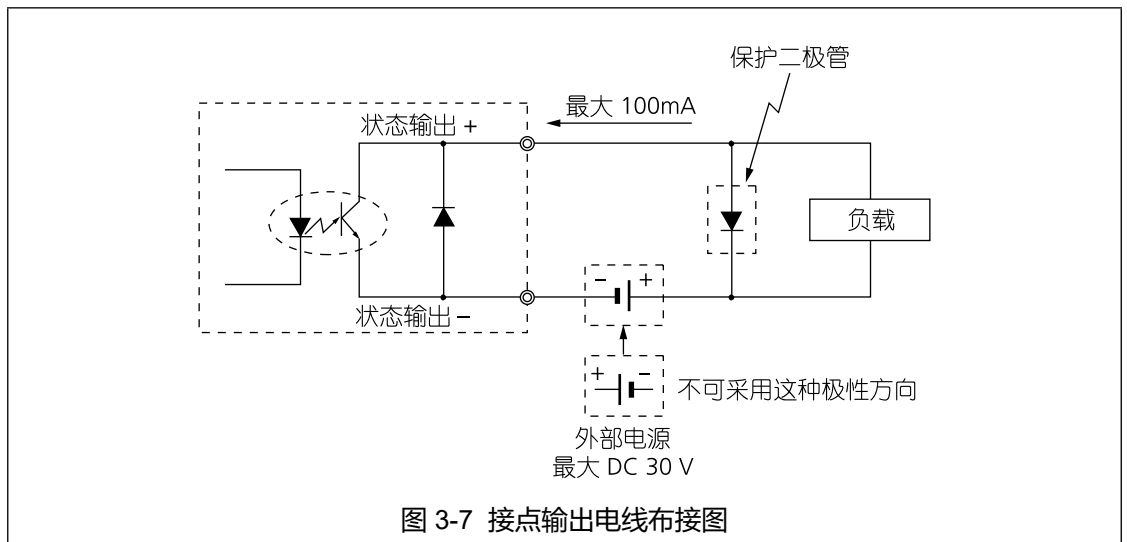 保护二极管
最大 100mA
状态输出 +
负载
- +
状态输出 -
+ -
不可采用这种极性方向
外部电源
最大 DC 30 V
图 3-7 接点输出电线布接图